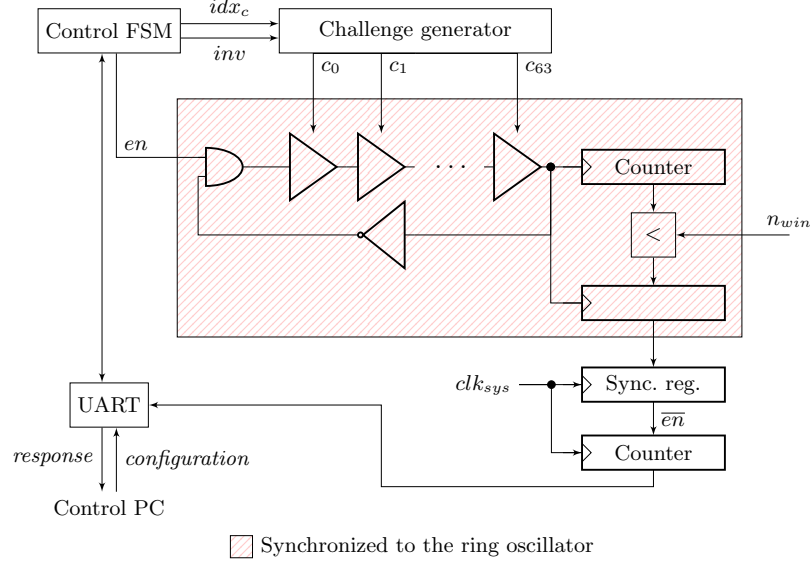 idx_c
Control FSM
Challenge generator
inv
c_0
c_1
c_63
en
· · ·
Counter
n_win
<
clk_sys
Sync. reg.
UART
\overline{en}
response
configuration
Counter
Control PC
Synchronized to the ring oscillator